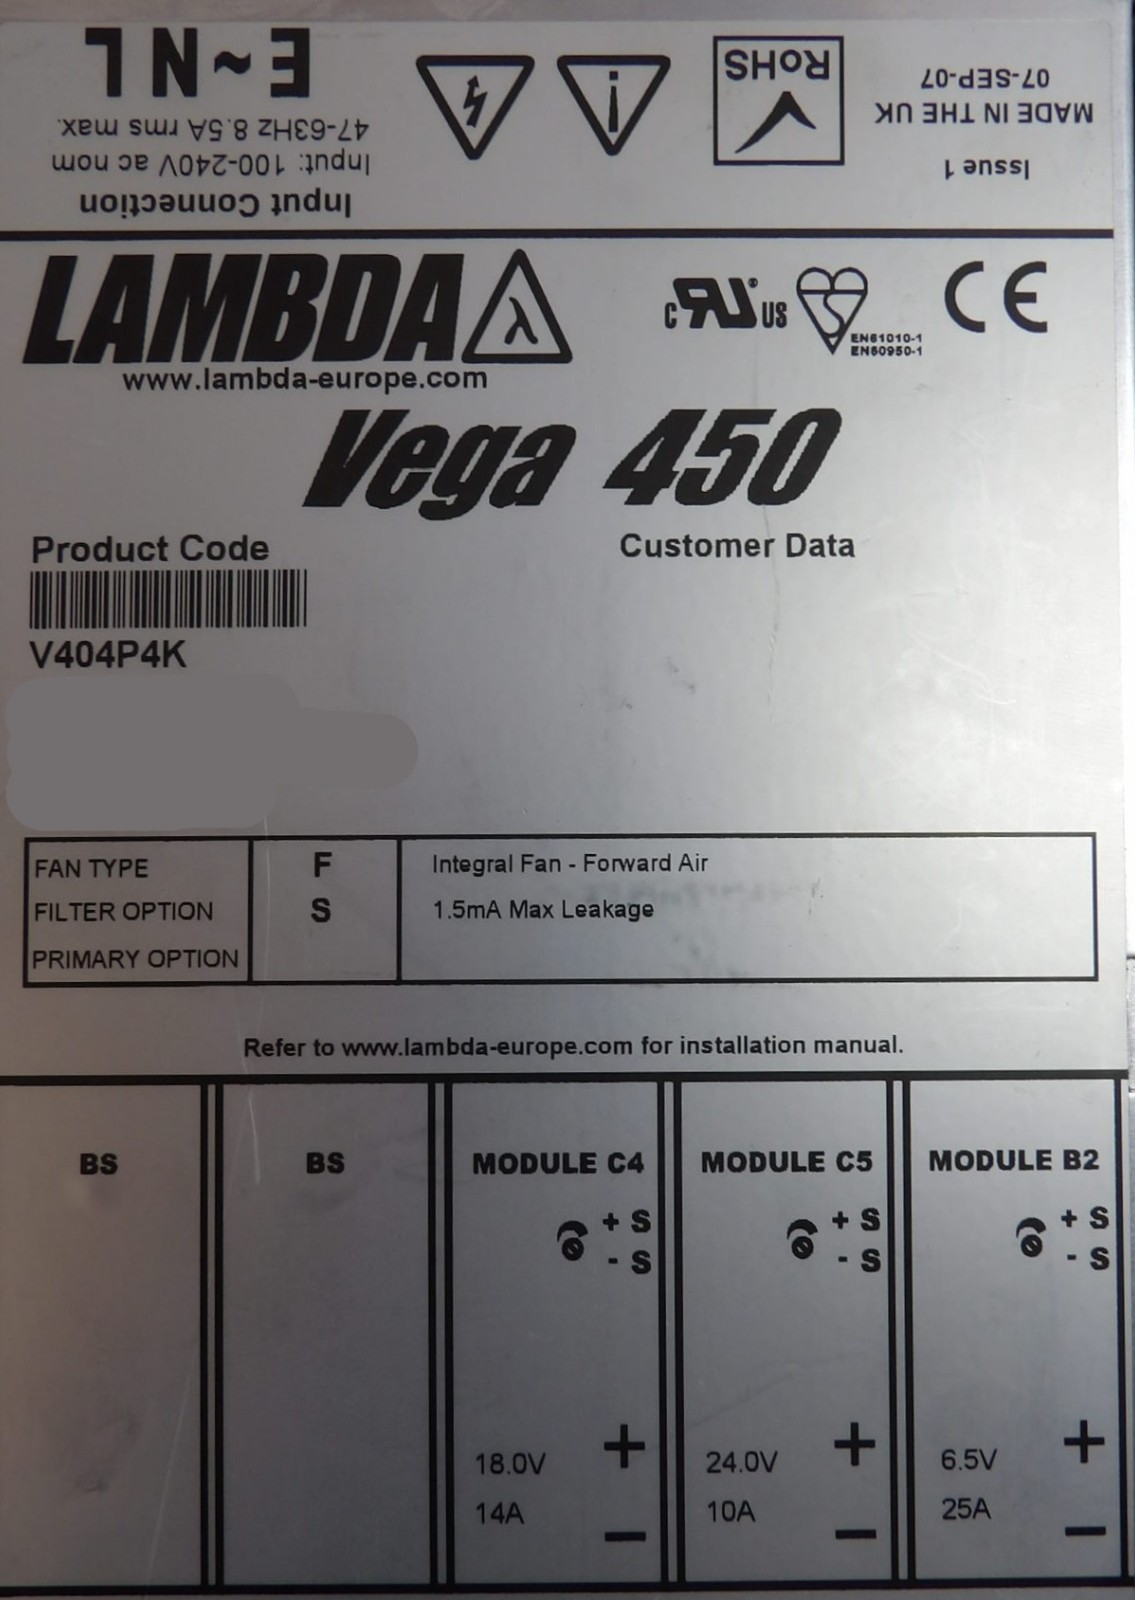 Input Connection
Input: 100-240V ac nom
47-63Hz 8.5A rms max.
E ~ N L
RoHS
Issue 1
MADE IN THE UK
07-SEP-07
LAMBDA λ
www.lambda-europe.com
c RU US
EN61010-1
EN60950-1
CE
Vega 450
Product Code
Customer Data
V404P4K
FAN TYPE F Integral Fan - Forward Air
FILTER OPTION S 1.5mA Max Leakage
PRIMARY OPTION
Refer to www.lambda-europe.com for installation manual.
BS BS MODULE C4 MODULE C5 MODULE B2
+ S + S + S
- S - S - S
+ + +
18.0V 24.0V 6.5V
14A 10A 25A
− − −